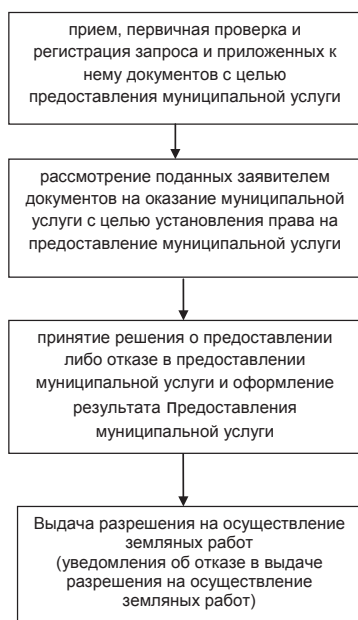 прием, первичная проверка и
регистрация запроса и приложенных к
нему документов с целью
предоставления муниципальной услуги
рассмотрение поданных заявителем
документов на оказание муниципальной
услуги с целью установления права на
предоставление муниципальной услуги
принятие решения о предоставлении
либо отказе в предоставлении
муниципальной услуги и оформление
результата Предоставления
муниципальной услуги
Выдача разрешения на осуществление
земляных работ
(уведомления об отказе в выдаче
разрешения на осуществление
земляных работ)